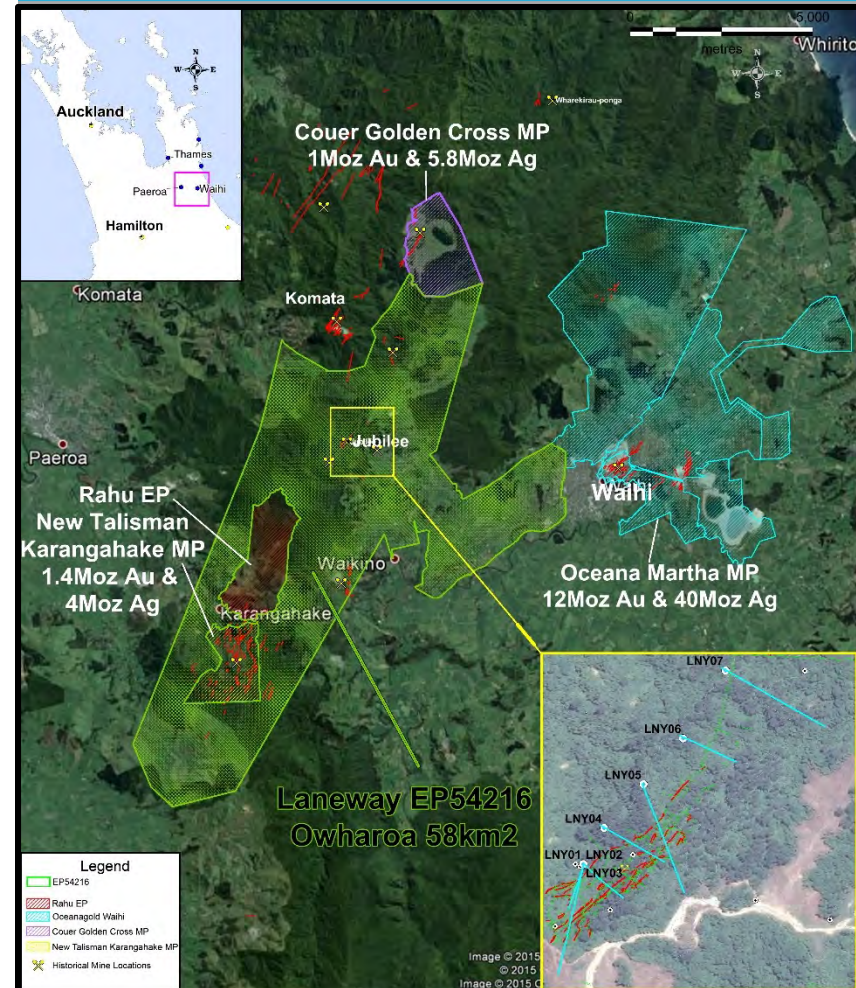 N
W E
S
Auckland
Thames
Paeroa
Waihi
Hamilton
0 5,000
metres
N
W E
S
Whirito
Wharekirau-ponga
Couer Golden Cross MP
1Moz Au & 5.8Moz Ag
Komata
Komata
Jubilee
Paeroa
Waihi
Rahu EP
New Talisman
Karangahake MP
1.4Moz Au &
4Moz Ag
Waikino
Karangahake
Oceana Martha MP
12Moz Au & 40Moz Ag
Laneway EP54216
Owharoa 58km2
LNY07
LNY06
LNY05
LNY04
LNY01 LNY02
LNY03
Legend
EP54216
Rahu EP
Oceanagold Waihi
Couer Golden Cross MP
New Talisman Karangahake MP
Historical Mine Locations
Image © 2015
© 2015
Image © 2015